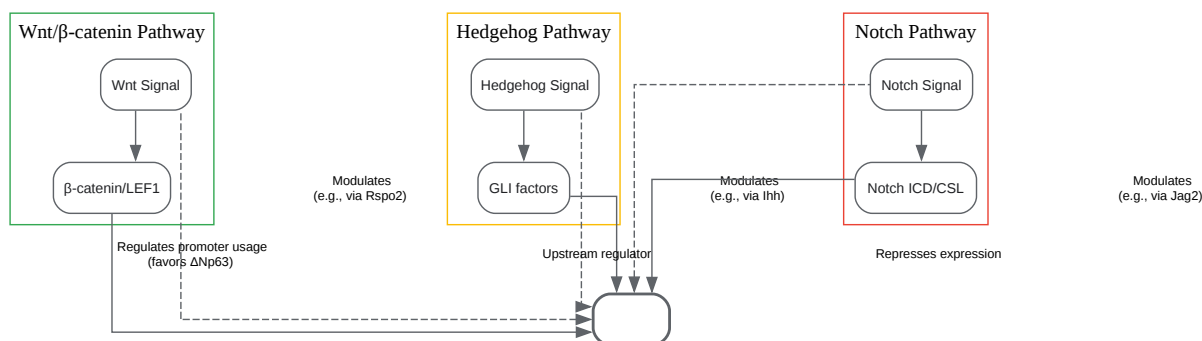 Wnt/β-catenin Pathway
Hedgehog Pathway
Notch Pathway
Wnt Signal
Hedgehog Signal
Notch Signal
β-catenin/LEF1
GLI factors
Notch ICD/CSL
Modulates
(e.g., via Rspo2)
Modulates
(e.g., via Ihh)
Modulates
(e.g., via Jag2)
Regulates promoter usage
(favors ΔNp63)
Upstream regulator
Represses expression